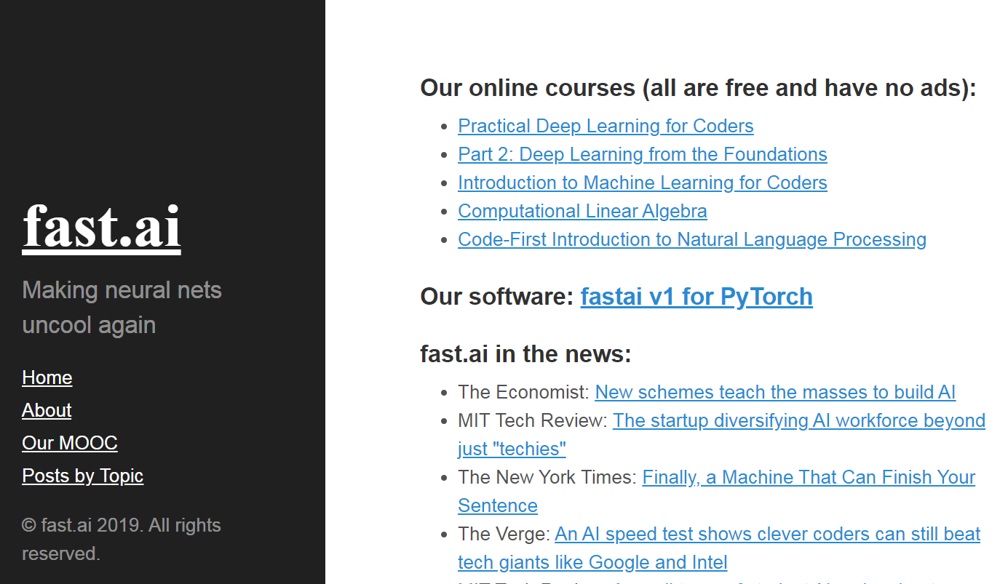 fast.ai
Making neural nets
uncool again
Home
About
Our MOOC
Posts by Topic
© fast.ai 2019. All rights
reserved.
Our online courses (all are free and have no ads):
Practical Deep Learning for Coders
Part 2: Deep Learning from the Foundations
Introduction to Machine Learning for Coders
Computational Linear Algebra
Code-First Introduction to Natural Language Processing
Our software: fastai v1 for PyTorch
fast.ai in the news:
The Economist: New schemes teach the masses to build AI
MIT Tech Review: The startup diversifying AI workforce beyond
just "techies"
The New York Times: Finally, a Machine That Can Finish Your
Sentence
The Verge: An AI speed test shows clever coders can still beat
tech giants like Google and Intel